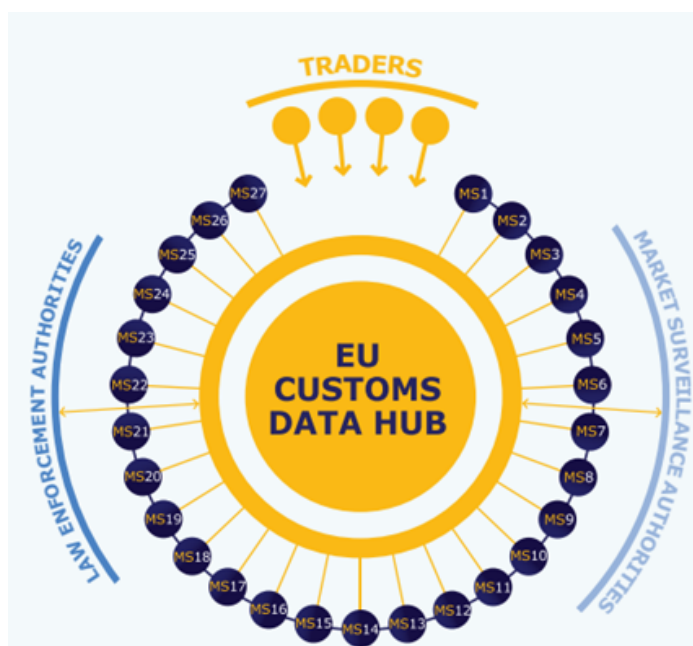 TRADERS
MS27
MS1
MS26
MS2
MS25
MS3
MS24
MS4
MS23
MS5
MS22
MS6
MS21
MS7
MS20
MS8
MS19
MS9
MS18
MS10
MS17
MS11
MS16
MS12
MS15
MS13
MS14
LAW ENFORCEMENT AUTHORITIES
EU
CUSTOMS
DATA HUB
MARKET SURVEILLANCE AUTHORITIES